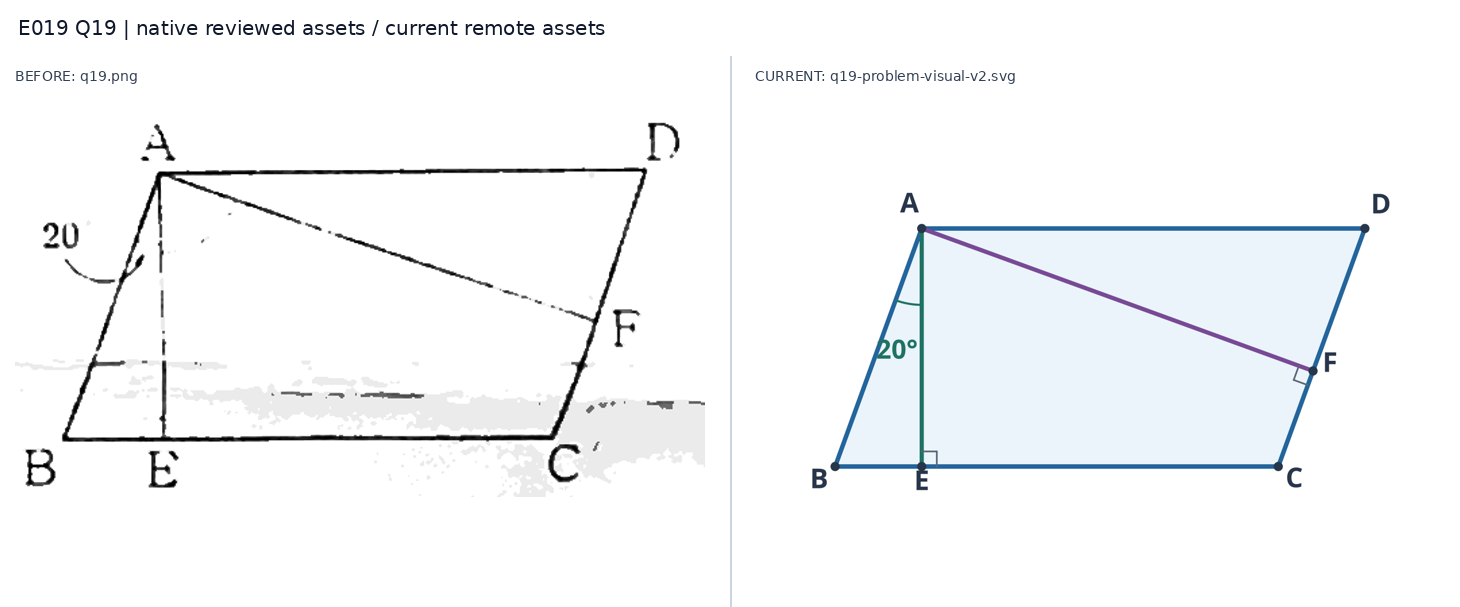 E019 Q19 | native reviewed assets / current remote assets
BEFORE: q19.png
CURRENT: q19-problem-visual-v2.svg
A
D
20
F
B
E
C
A
D
20°
F
B
E
C